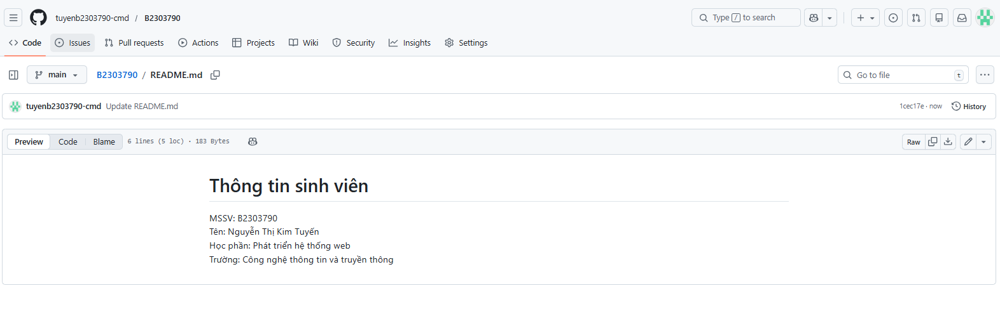 tuyenb2303790-cmd / B2303790
Type / to search
Code Issues Pull requests Actions Projects Wiki Security Insights Settings
main B2303790 / README.md
Go to file t
tuyenb2303790-cmd Update README.md
1cec17e · now History
Preview Code Blame 6 lines (5 loc) · 183 Bytes
Raw
Thông tin sinh viên
MSSV: B2303790
Tên: Nguyễn Thị Kim Tuyến
Học phần: Phát triển hệ thống web
Trường: Công nghệ thông tin và truyền thông